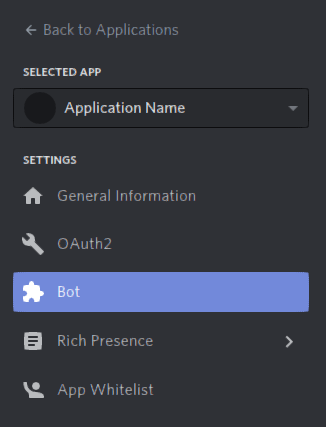 Back to Applications
SELECTED APP
Application Name
SETTINGS
General Information
OAuth2
Bot
Rich Presence
App Whitelist